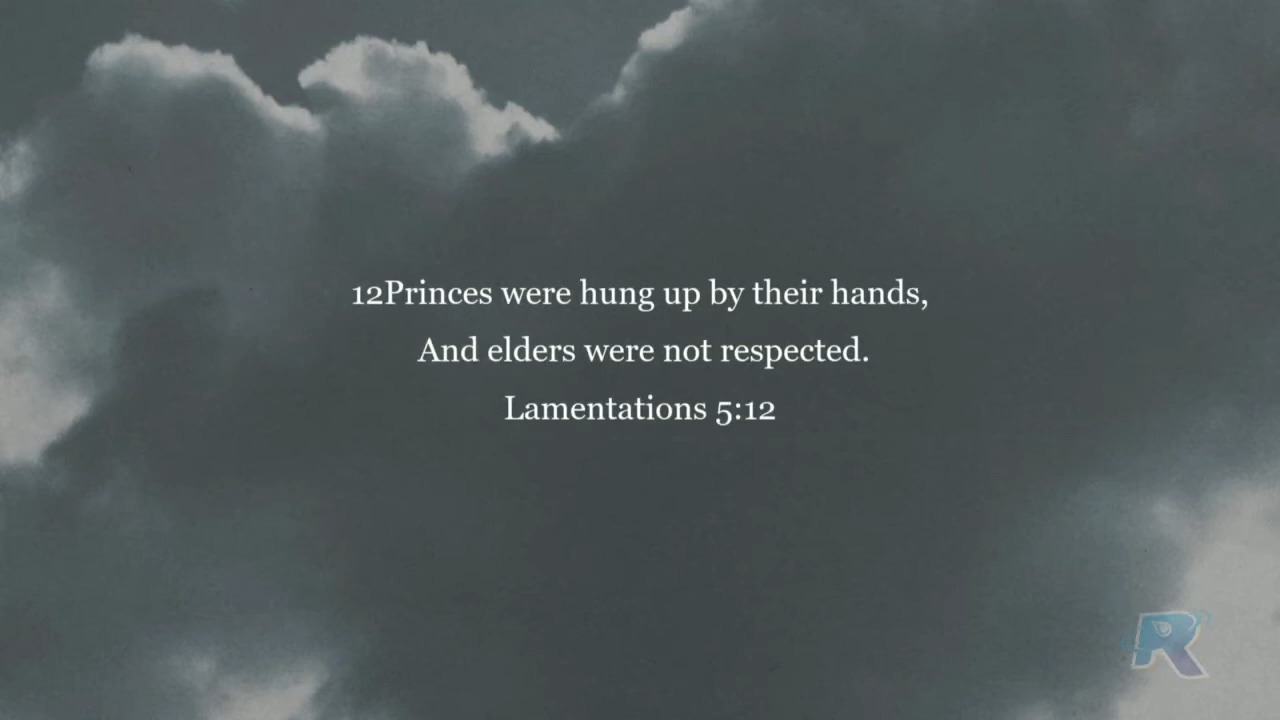 12Princes were hung up by their hands,
And elders were not respected.
Lamentations 5:12
R